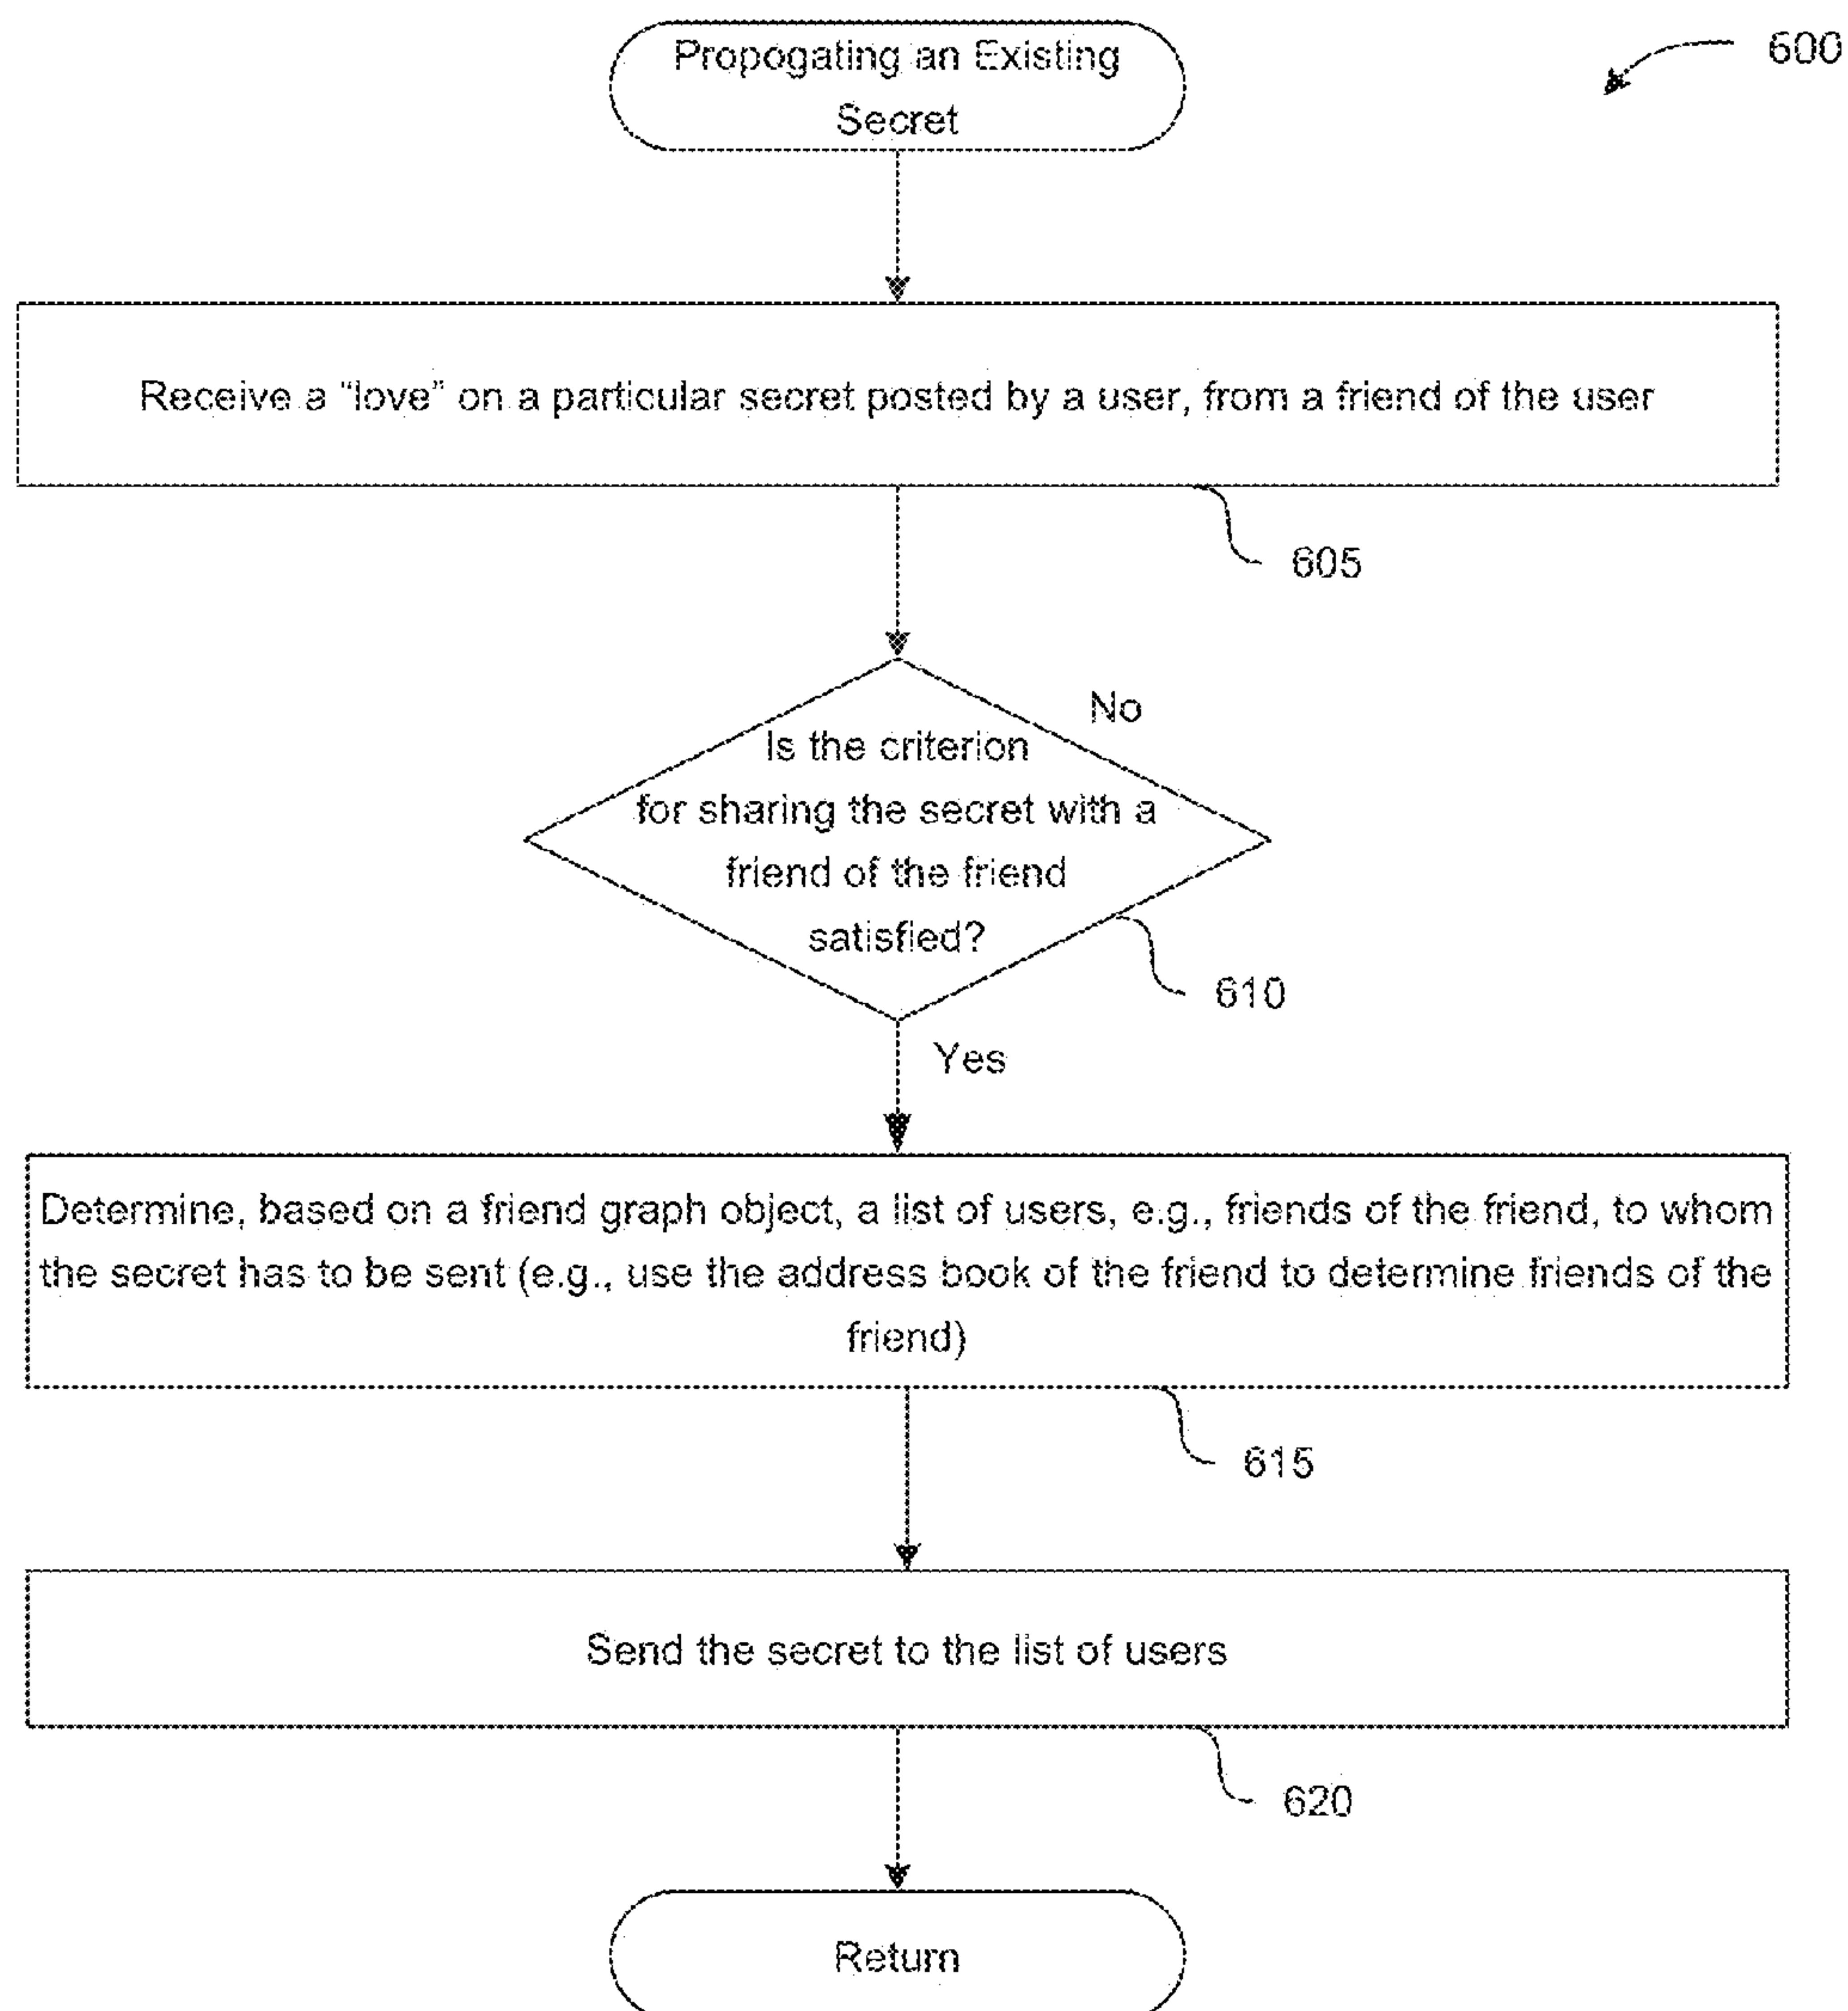 Propogating an Existing
Secret
600
Receive a "love" on a particular secret posted by a user, from a friend of the user
605
No
Is the criterion
for sharing the secret with a
friend of the friend
satisfied?
610
Yes
Determine, based on a friend graph object, a list of users, e.g., friends of the friend, to whom
the secret has to be sent (e.g., use the address book of the friend to determine friends of the
friend)
615
Send the secret to the list of users
620
Return